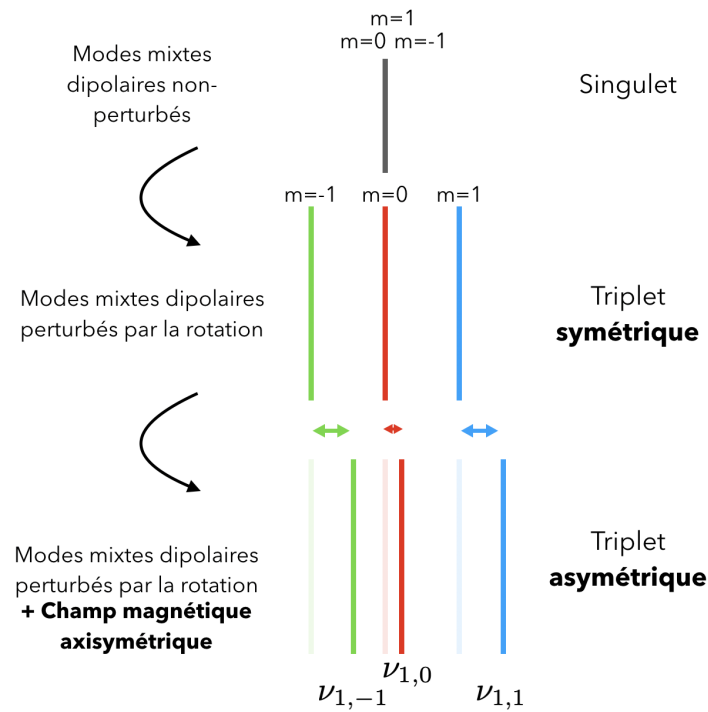 m=1
m=0 m=-1
Modes mixtes
dipolaires non-
perturbés
Singulet
m=-1 m=0 m=1
Modes mixtes dipolaires
perturbés par la rotation
Triplet
symétrique
Modes mixtes dipolaires
perturbés par la rotation
+ Champ magnétique
axisymétrique
Triplet
asymétrique
ν₁,₀
ν₁,₋₁ ν₁,₁